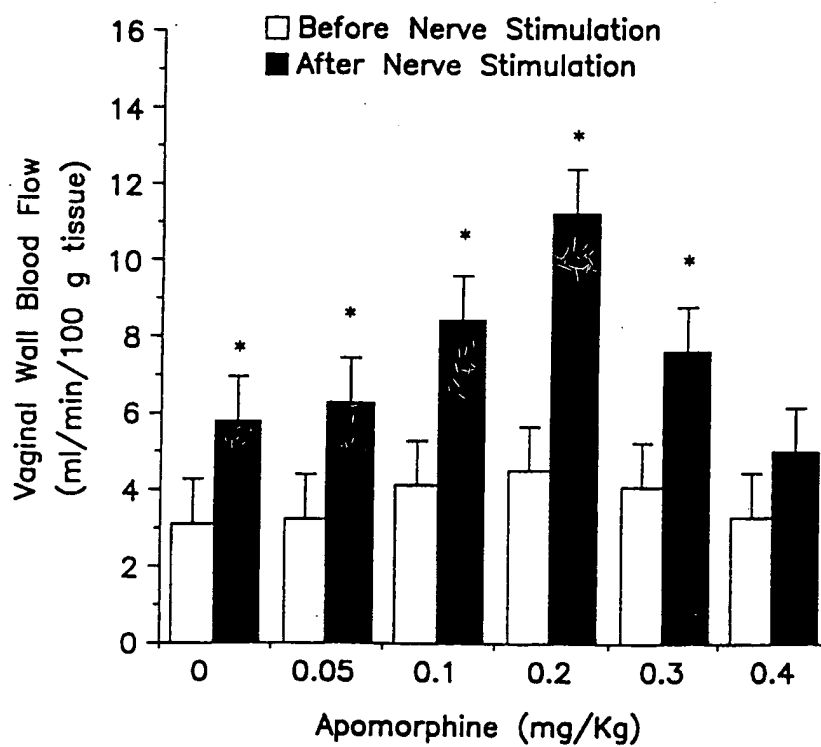 Before Nerve Stimulation
After Nerve Stimulation
Vaginal Wall Blood Flow
(ml/min/100 g tissue)
16
14
12
10
8
6
4
2
0
* * * * *
0 0.05 0.1 0.2 0.3 0.4
Apomorphine (mg/Kg)